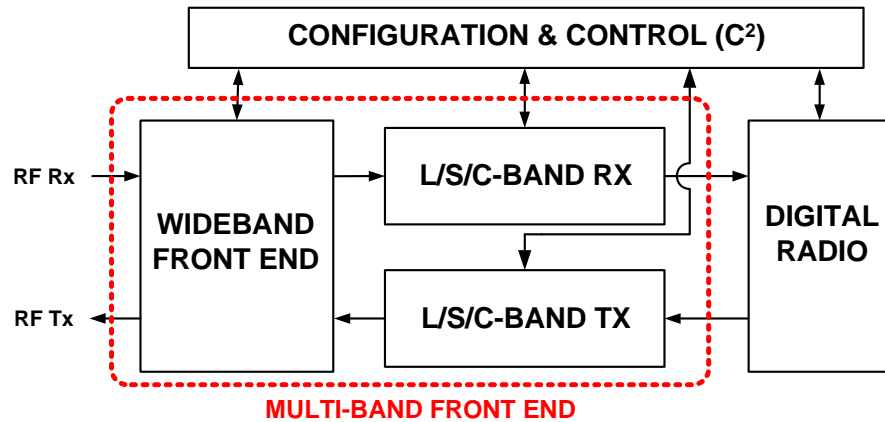 CONFIGURATION & CONTROL (C²)
RF Rx
WIDEBAND
FRONT END
L/S/C-BAND RX
DIGITAL
RADIO
RF Tx
L/S/C-BAND TX
MULTI-BAND FRONT END